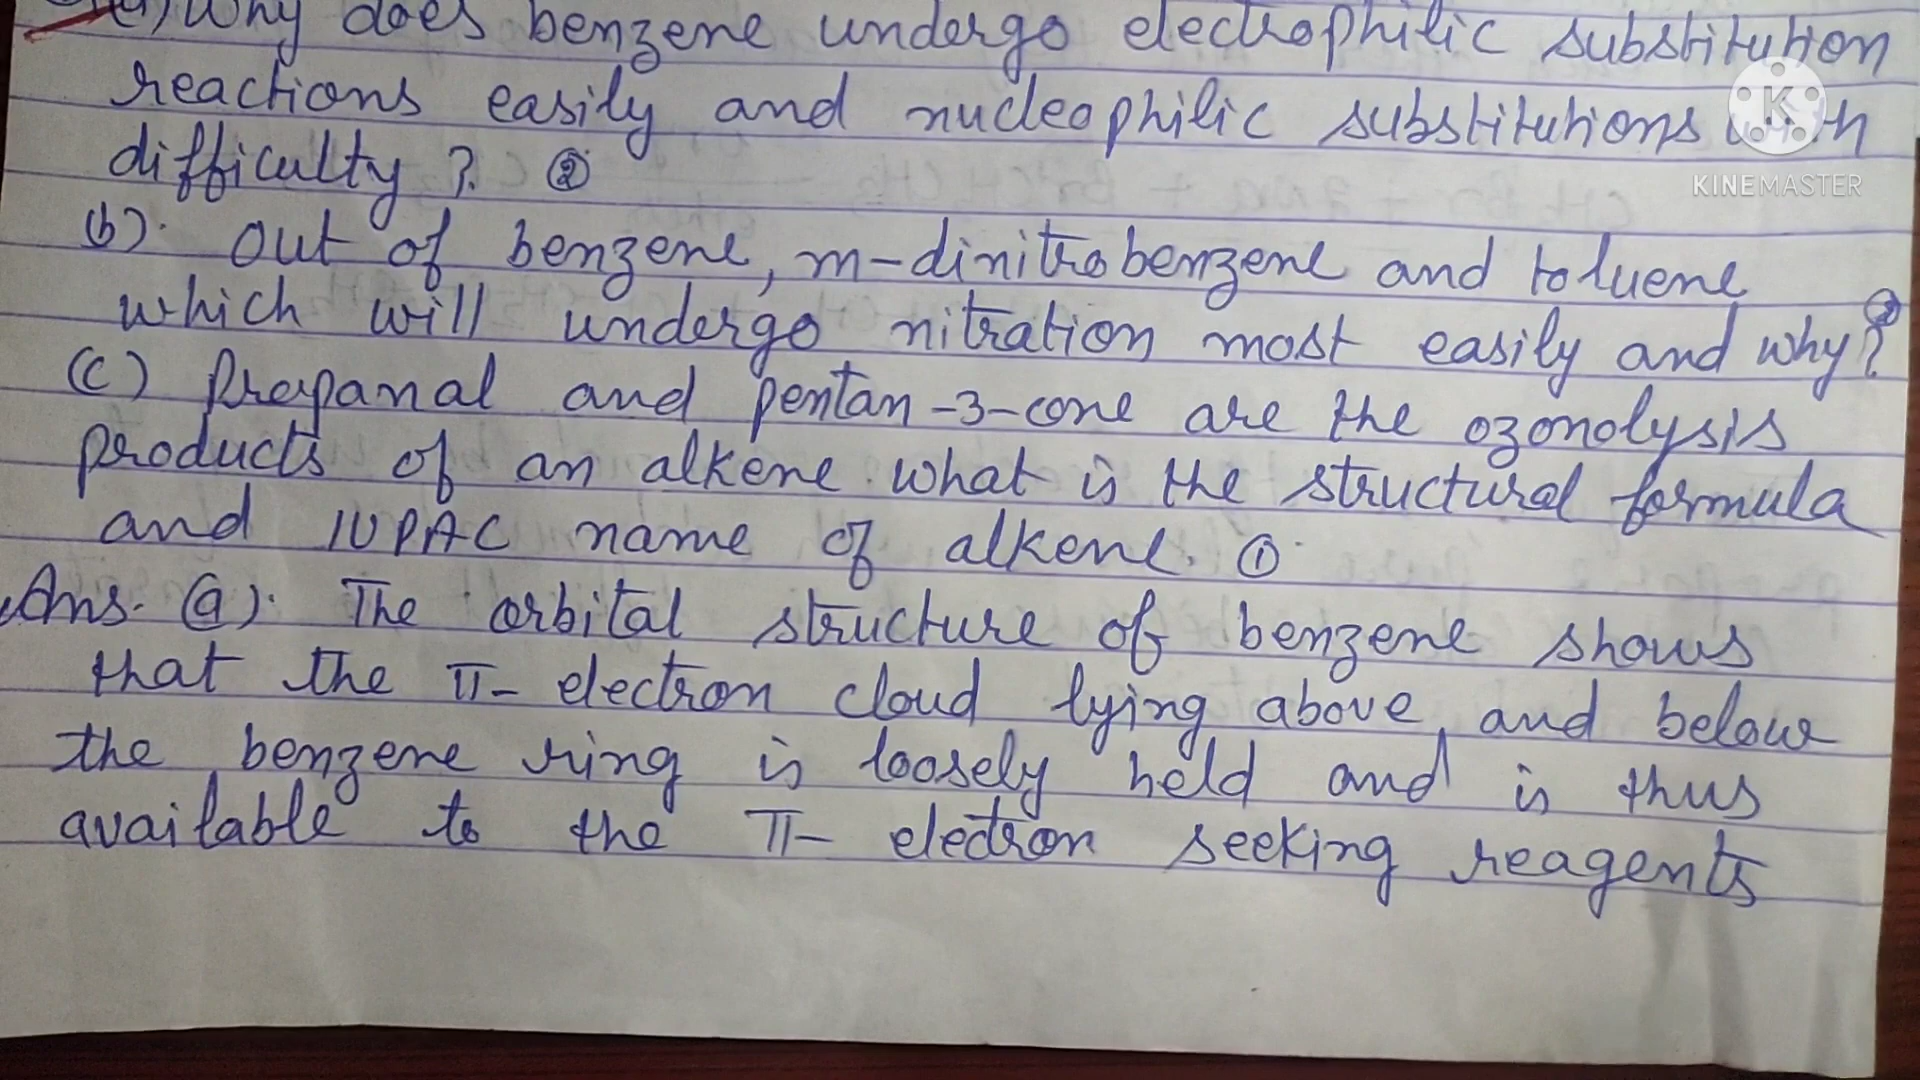 (a) Why does benzene undergo electrophilic substitution
reactions easily and nucleophilic substitutions with
difficulty? ②
(b). Out of benzene, m-dinitrobenzene and toluene
which will undergo nitration most easily and why? ②
(c) Propanal and pentan-3-one are the ozonolysis
products of an alkene. what is the structural formula
and IUPAC name of alkene. ①
Ans. (a). The orbital structure of benzene shows
that the π- electron cloud lying above and below
the benzene ring is loosely held and is thus
available to the π- electron seeking reagents
KINEMASTER